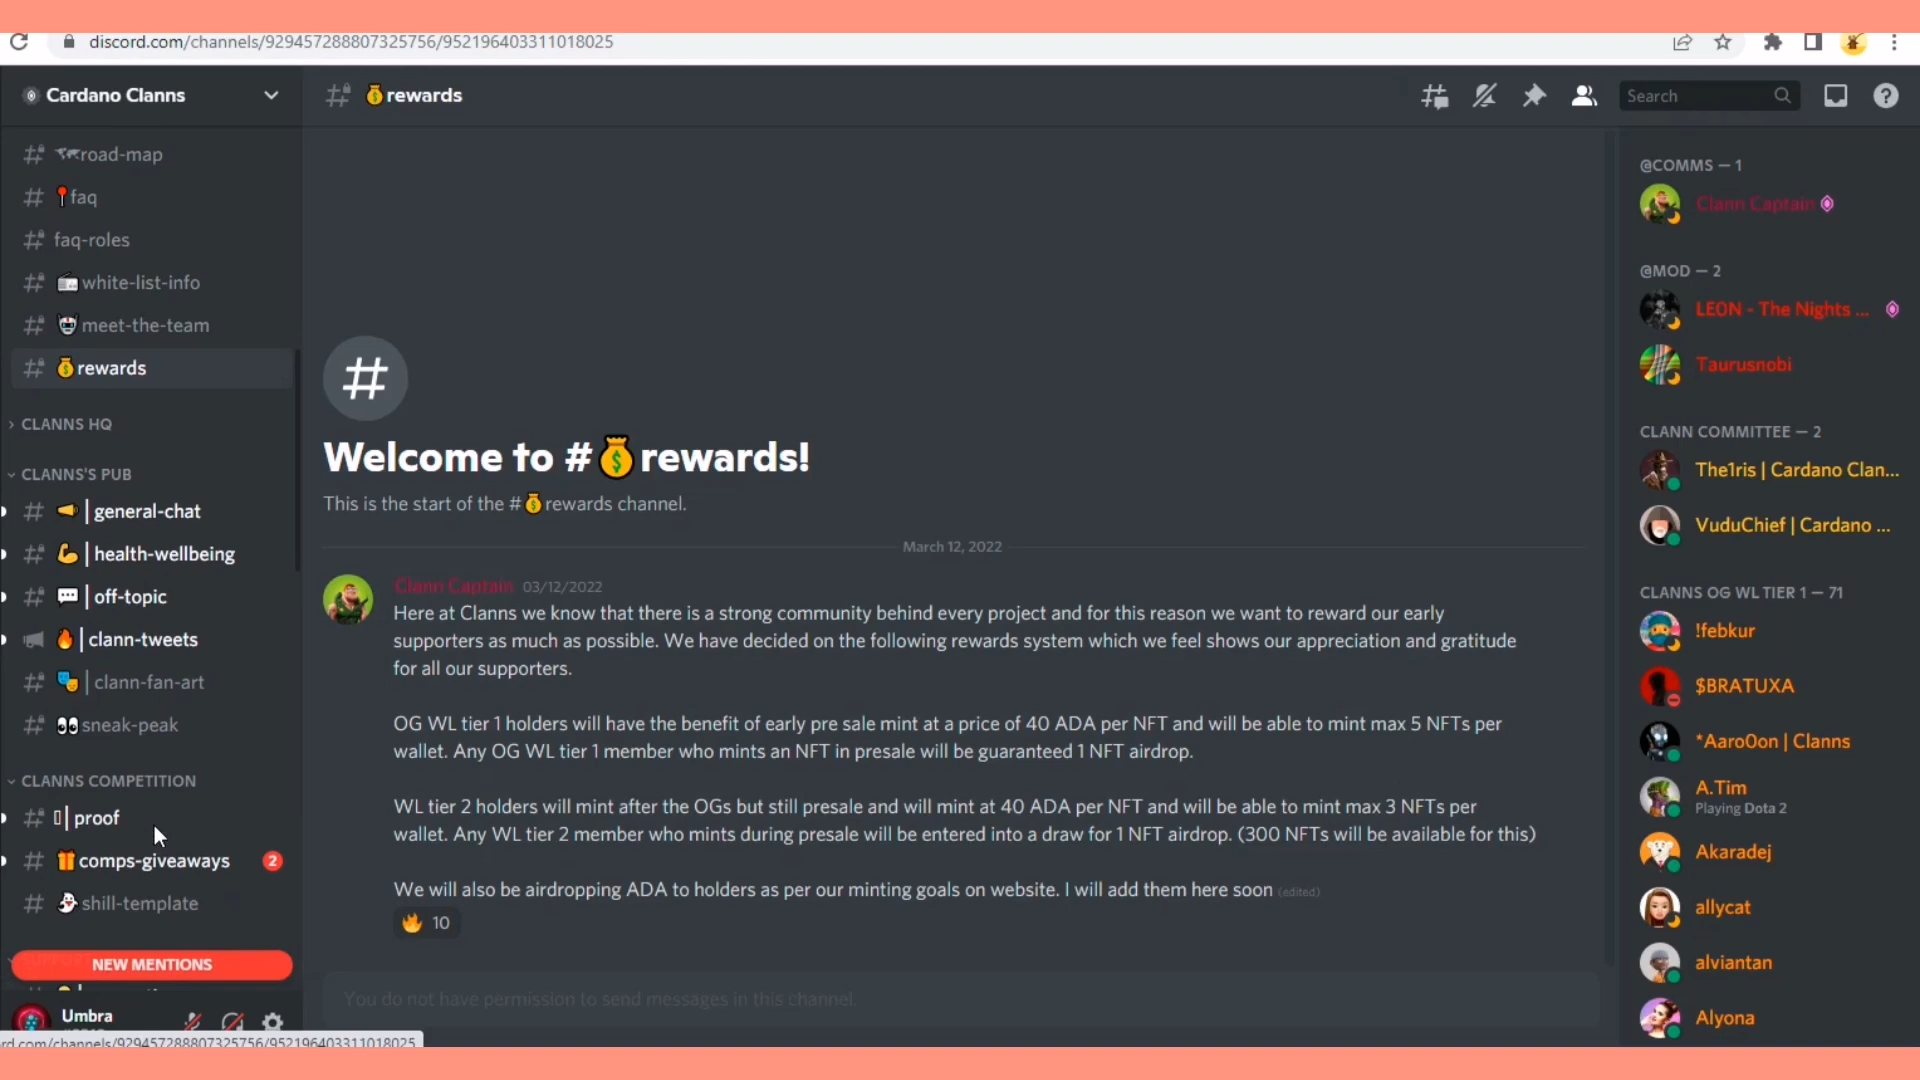 discord.com/channels/929457288807325756/952196403311018025
Cardano Clanns
rewards
Search
road-map
faq
faq-roles
white-list-info
meet-the-team
rewards
CLANNS HQ
CLANNS'S PUB
general-chat
health-wellbeing
off-topic
clann-tweets
clann-fan-art
sneak-peak
CLANNS COMPETITION
proof
comps-giveaways 2
shill-template
NEW MENTIONS
Umbra
rd.com/channels/929457288807325756/952196403311018025
Welcome to #💰rewards!
This is the start of the #💰rewards channel.
March 12, 2022
Clann Captain 03/12/2022
Here at Clanns we know that there is a strong community behind every project and for this reason we want to reward our early
supporters as much as possible. We have decided on the following rewards system which we feel shows our appreciation and gratitude
for all our supporters.
OG WL tier 1 holders will have the benefit of early pre sale mint at a price of 40 ADA per NFT and will be able to mint max 5 NFTs per
wallet. Any OG WL tier 1 member who mints an NFT in presale will be guaranteed 1 NFT airdrop.
WL tier 2 holders will mint after the OGs but still presale and will mint at 40 ADA per NFT and will be able to mint max 3 NFTs per
wallet. Any WL tier 2 member who mints during presale will be entered into a draw for 1 NFT airdrop. (300 NFTs will be available for this)
We will also be airdropping ADA to holders as per our minting goals on website. I will add them here soon (edited)
🔥 10
You do not have permission to send messages in this channel.
@COMMS — 1
Clann Captain
@MOD — 2
LEON - The Nights ...
Taurusnobi
CLANN COMMITTEE — 2
The1ris | Cardano Clan...
VuduChief | Cardano ...
CLANNS OG WL TIER 1 — 71
!febkur
$BRATUXA
*Aaro0on | Clanns
A.Tim
Playing Dota 2
Akaradej
allycat
alviantan
Alyona